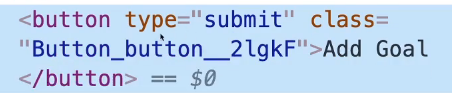 <button type="submit" class=
"Button_button__2lgkF">Add Goal
</button> == $0